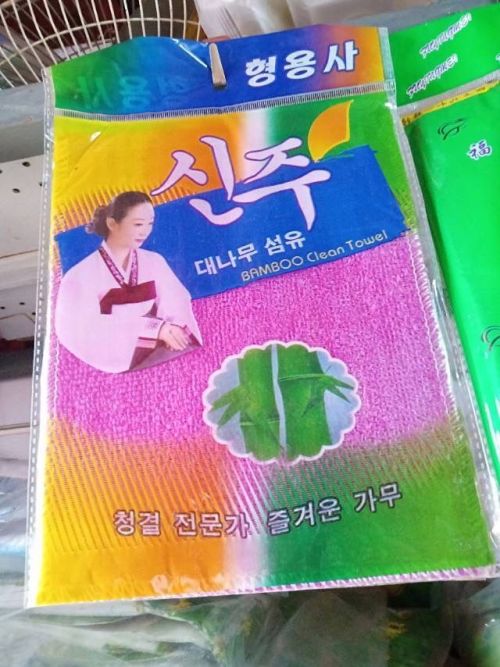 형용사
신주
대나무 섬유
BAMBOO Clean Towel
청결 전문가 즐거운 가무
福